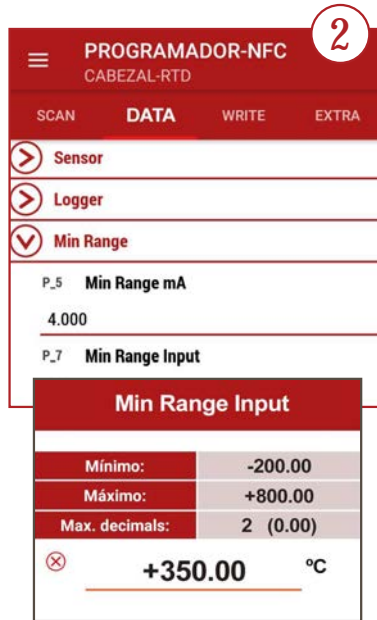 2
PROGRAMADOR-NFC
CABEZAL-RTD
SCAN DATA WRITE EXTRA
Sensor
Logger
Min Range
P_5 Min Range mA
4.000
P_7 Min Range Input
Min Range Input
Mínimo: -200.00
Máximo: +800.00
Max. decimals: 2 (0.00)
+350.00 ºC